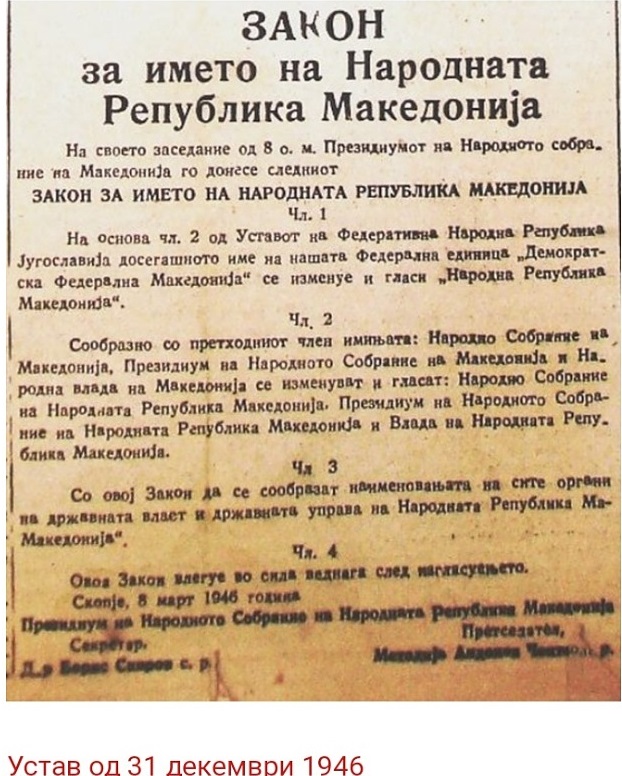 ЗАКОН
за името на Народната
Република Македонија
На своето заседание од 8 о. м. Президиумот на Народното собра-
ние на Македонија го донесе следниот
ЗАКОН ЗА ИМЕТО НА НАРОДНАТА РЕПУБЛИКА МАКЕДОНИЈА
Чл. 1
На основа чл. 2 од Уставот на Федеративна Народна Република
Југославија досегашното име на нашата Федерална единица „Демократ-
ска Федерална Македонија“ се изменуе и гласи „Народна Република
Македонија“.
Чл. 2
Сообразно со претходниот член имињата: Народно Собрание на
Македонија, Президиум на Народното Собрание на Македонија и На-
родна влада на Македонија се изменуват и гласат: Народно Собрание
на Народната Република Македонија, Президиум на Народното Собра-
ние на Народната Република Македонија и Влада на Народната Репу-
блика Македонија.
Чл 3
Со овој Закон да се сообразат наименовањата на сите органи
на државната власт и државната управа на Народната Република Ма-
Македонија“.
Чл. 4
Овоа Закон влегуе во сила веднага след нагласуењето.
Скопје, 8 март 1946 година
Президиум на Народното Собрание на Народната Република Македонија
Секретар, Претседател,
Д-р Борис Спиров с. р. Методија Андонов р.
Устав од 31 декември 1946